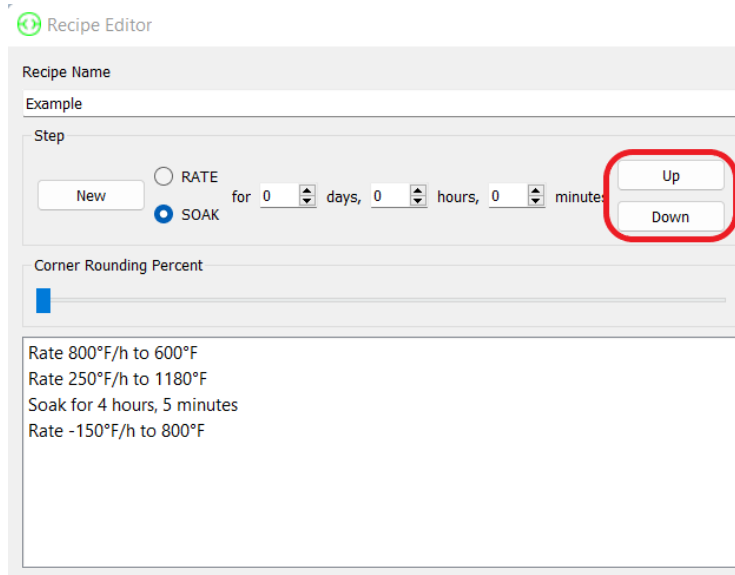 Recipe Editor
Recipe Name
Example
Step
New
RATE
SOAK
for 0 days, 0 hours, 0 minutes
Up
Down
Corner Rounding Percent
Rate 800°F/h to 600°F
Rate 250°F/h to 1180°F
Soak for 4 hours, 5 minutes
Rate -150°F/h to 800°F